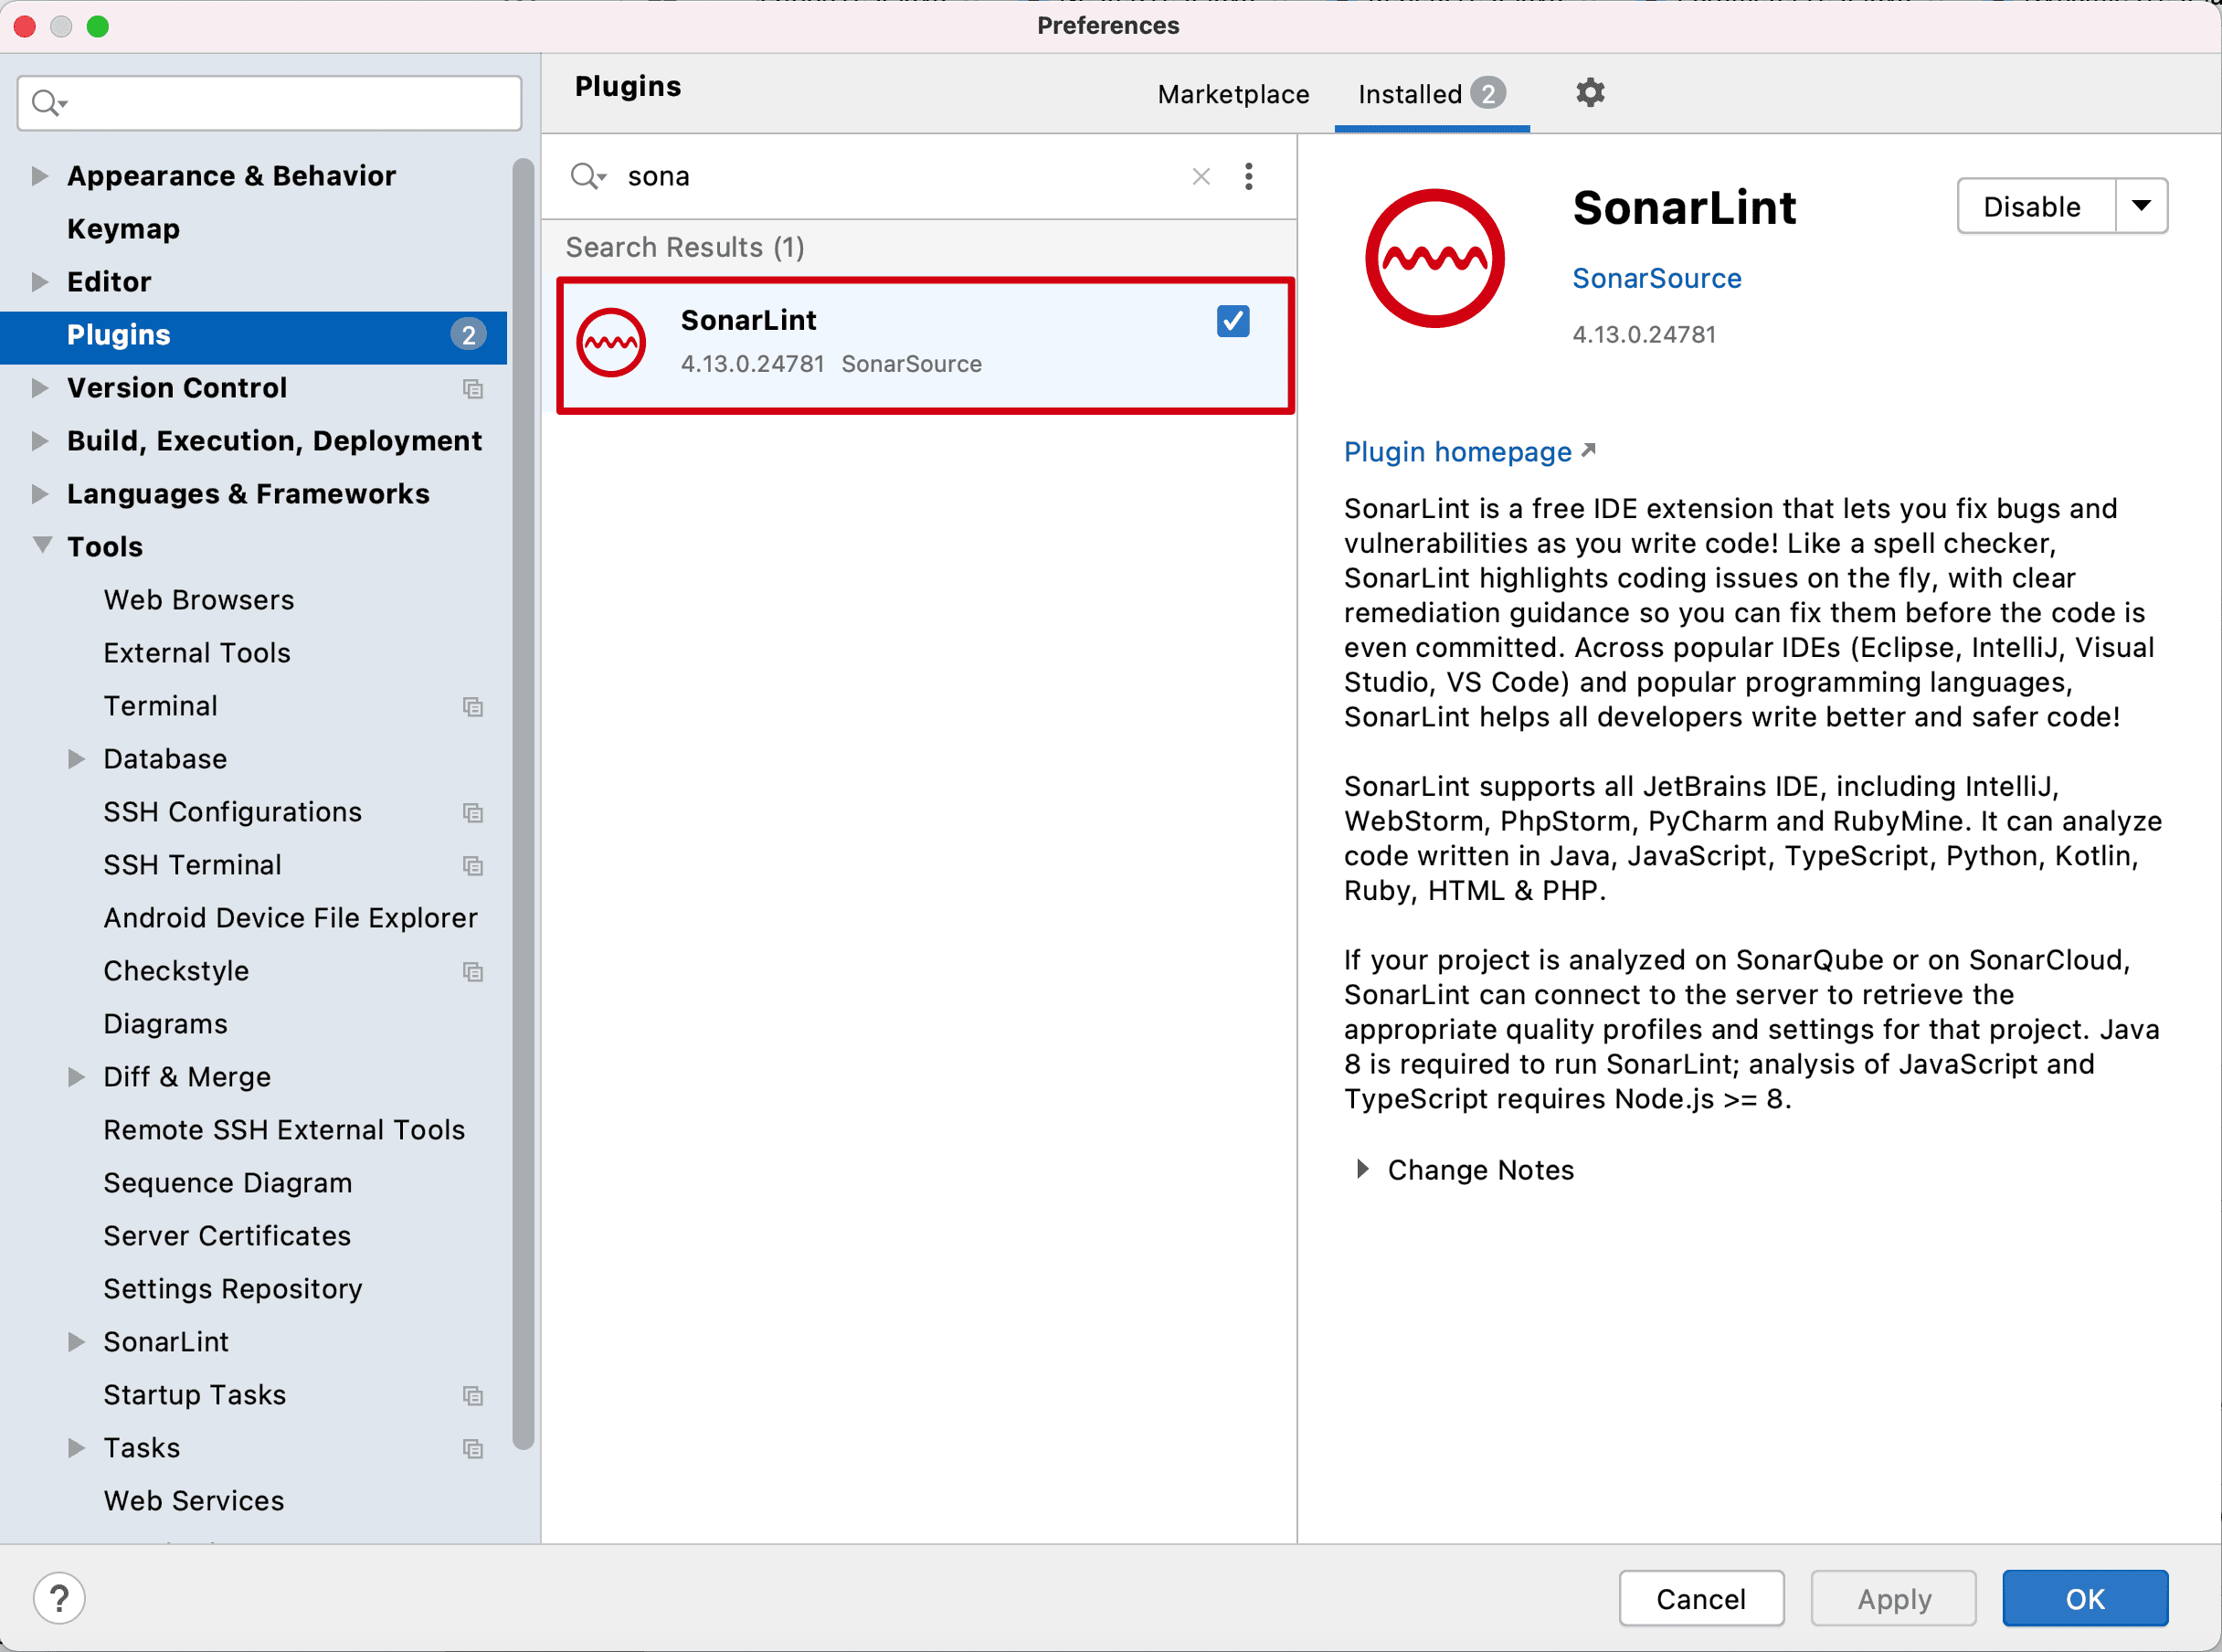 Preferences
Plugins
Marketplace
Installed 2
Appearance & Behavior
Keymap
Editor
Plugins 2
Version Control
Build, Execution, Deployment
Languages & Frameworks
Tools
Web Browsers
External Tools
Terminal
Database
SSH Configurations
SSH Terminal
Android Device File Explorer
Checkstyle
Diagrams
Diff & Merge
Remote SSH External Tools
Sequence Diagram
Server Certificates
Settings Repository
SonarLint
Startup Tasks
Tasks
Web Services
sona
Search Results (1)
SonarLint
4.13.0.24781 SonarSource
SonarLint
Disable
SonarSource
4.13.0.24781
Plugin homepage
SonarLint is a free IDE extension that lets you fix bugs and
vulnerabilities as you write code! Like a spell checker,
SonarLint highlights coding issues on the fly, with clear
remediation guidance so you can fix them before the code is
even committed. Across popular IDEs (Eclipse, IntelliJ, Visual
Studio, VS Code) and popular programming languages,
SonarLint helps all developers write better and safer code!
SonarLint supports all JetBrains IDE, including IntelliJ,
WebStorm, PhpStorm, PyCharm and RubyMine. It can analyze
code written in Java, JavaScript, TypeScript, Python, Kotlin,
Ruby, HTML & PHP.
If your project is analyzed on SonarQube or on SonarCloud,
SonarLint can connect to the server to retrieve the
appropriate quality profiles and settings for that project. Java
8 is required to run SonarLint; analysis of JavaScript and
TypeScript requires Node.js >= 8.
Change Notes
?
Cancel
Apply
OK